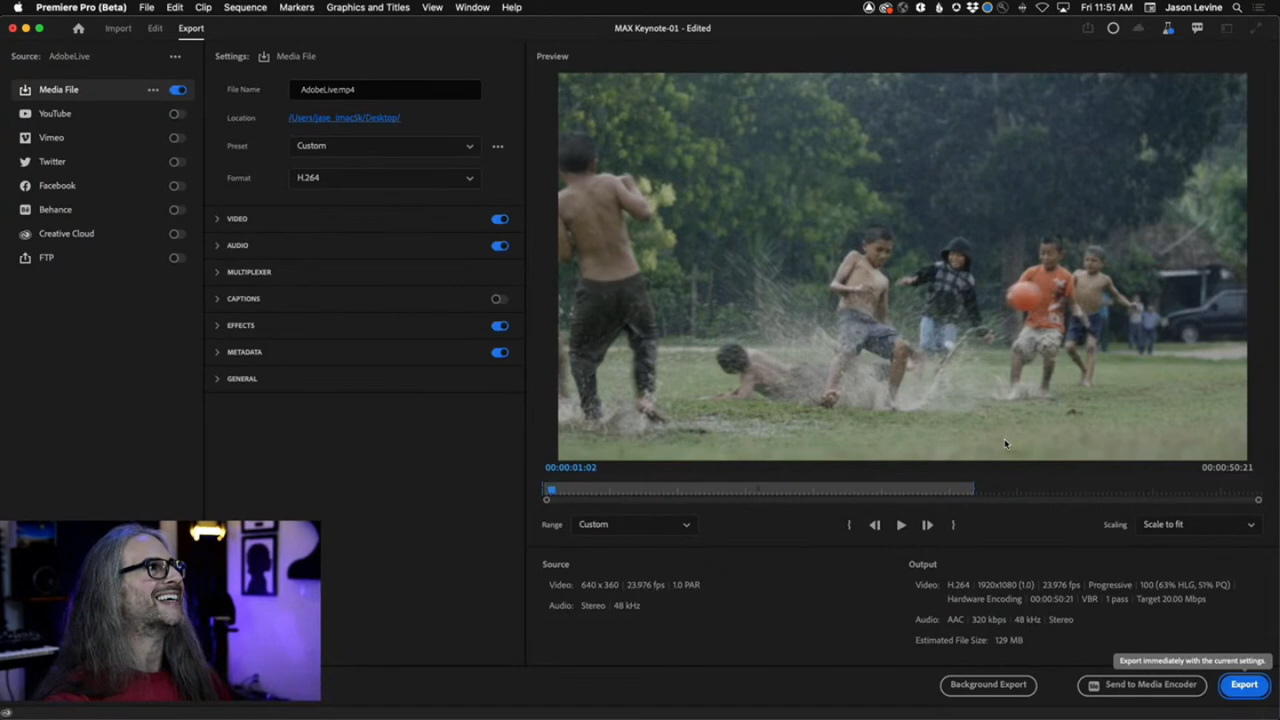 Premiere Pro (Beta) File Edit Clip Sequence Markers Graphics and Titles View Window Help Fri 11:51 AM Jason Levine
Import Edit Export MAX Keynote-01 - Edited
Source: AdobeLive
Media File
YouTube
Vimeo
Twitter
Facebook
Behance
Creative Cloud
FTP
Settings: Media File
File Name AdobeLive.mp4
Location /Users/jase_imac5k/Desktop/
Preset Custom
Format H.264
VIDEO
AUDIO
MULTIPLEXER
CAPTIONS
EFFECTS
METADATA
GENERAL
Preview
00:00:01:02 00:00:50:21
Range Custom Scaling Scale to fit
Source
Video: 640 x 360 23.976 fps 1.0 PAR
Audio: Stereo 48 kHz
Output
Video: H.264 1920x1080 (1.0) 23.976 fps Progressive 100 (63% HLG, 51% PQ)
Hardware Encoding 00:00:50:21 VBR 1 pass Target 20.00 Mbps
Audio: AAC 320 kbps 48 kHz Stereo
Estimated File Size: 129 MB
Export immediately with the current settings.
Background Export Send to Media Encoder Export